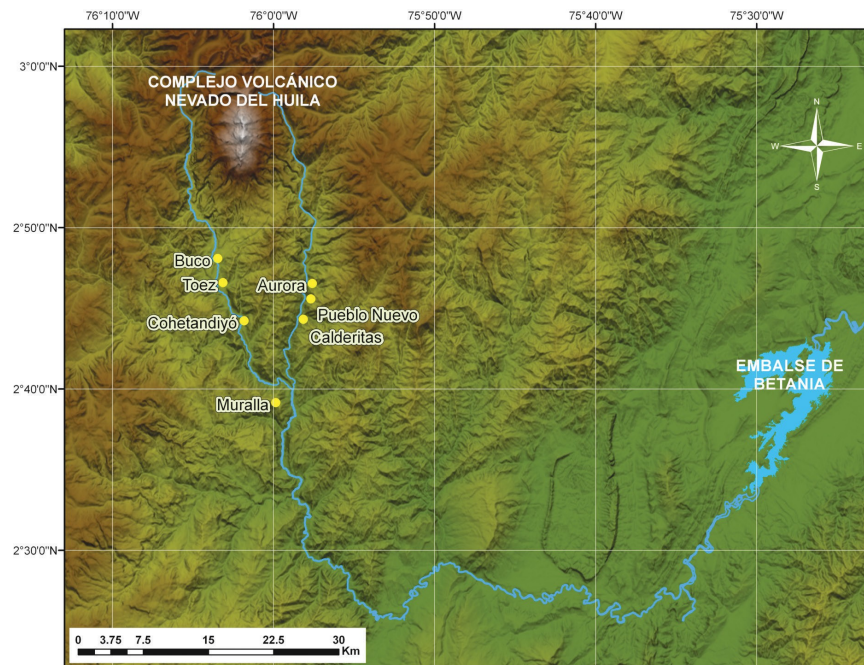 76°10'0"W 76°0'0"W 75°50'0"W 75°40'0"W 75°30'0"W
3°0'0"N
COMPLEJO VOLCÁNICO
NEVADO DEL HUILA
N
W E
S
2°50'0"N
Buco
Toez
Aurora
Pueblo Nuevo
Cohetandiyó
Calderitas
EMBALSE DE
BETANIA
2°40'0"N
Muralla
2°30'0"N
0 3.75 7.5 15 22.5 30
Km